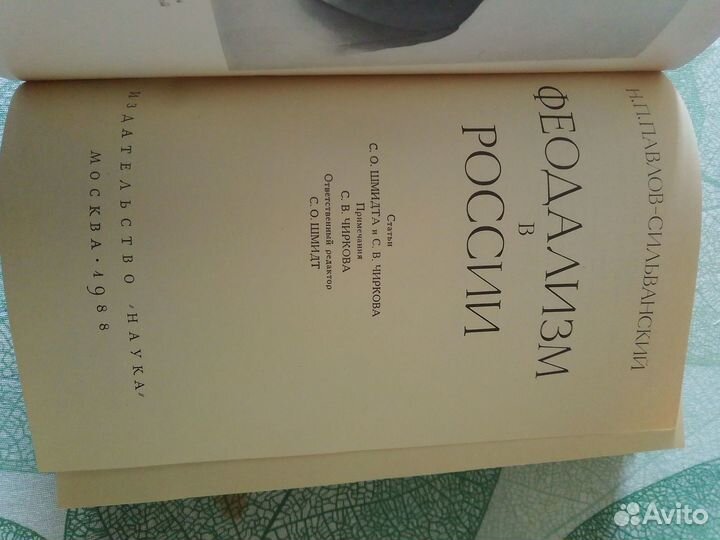 Н.П.ПАВЛОВ-СИЛЬВАНСКИЙ
ФЕОДАЛИЗМ
В
РОССИИ
Статьи
С. О. ШМИДТА и С. В. ЧИРКОВА
Примечания
С. В. ЧИРКОВА
Ответственный редактор
С. О. ШМИДТ
ИЗДАТЕЛЬСТВО «НАУКА»
МОСКВА · 1988
Avito